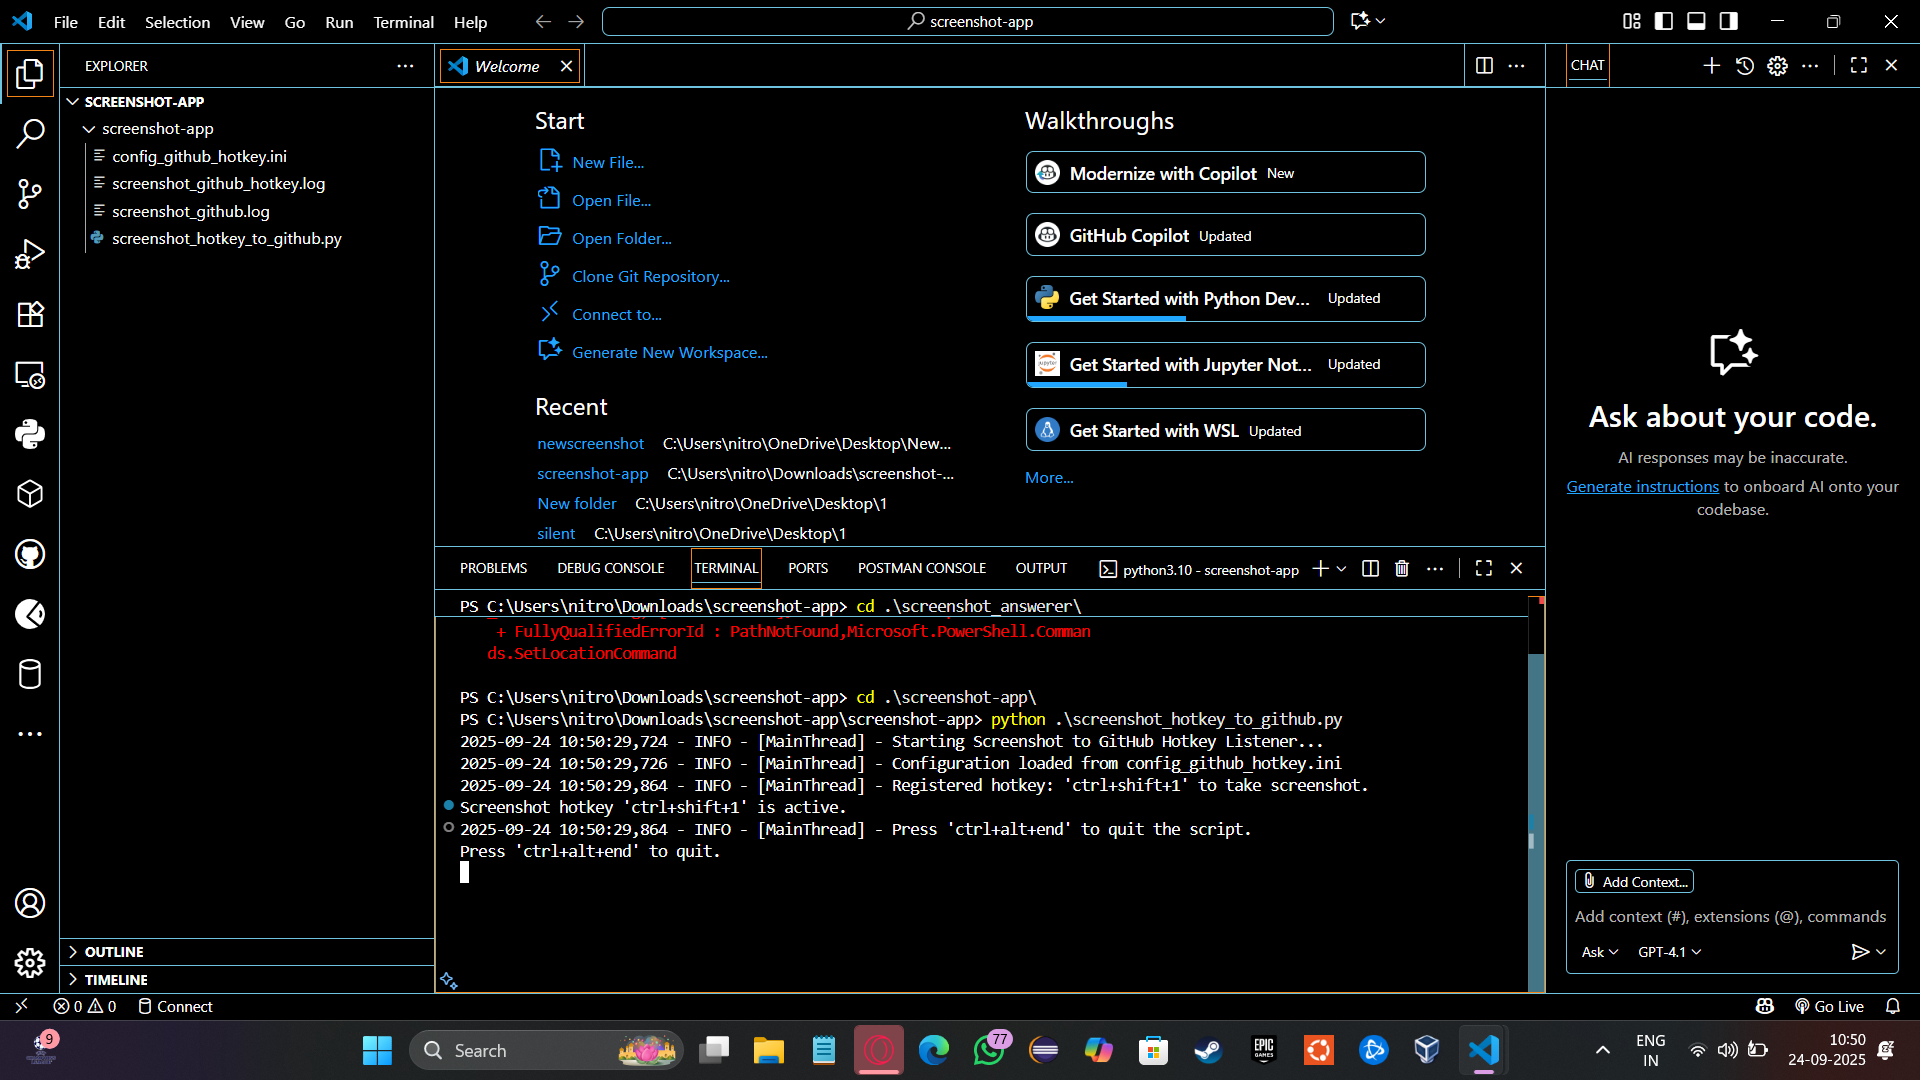 File Edit Selection View Go Run Terminal Help
screenshot-app
EXPLORER
SCREENSHOT-APP
screenshot-app
config_github_hotkey.ini
screenshot_github_hotkey.log
screenshot_github.log
screenshot_hotkey_to_github.py
OUTLINE
TIMELINE
Welcome
Start
New File...
Open File...
Open Folder...
Clone Git Repository...
Connect to...
Generate New Workspace...
Recent
newscreenshot C:\Users\nitro\OneDrive\Desktop\New...
screenshot-app C:\Users\nitro\Downloads\screenshot-...
New folder C:\Users\nitro\OneDrive\Desktop\1
silent C:\Users\nitro\OneDrive\Desktop\1
Walkthroughs
Modernize with Copilot New
GitHub Copilot Updated
Get Started with Python Dev... Updated
Get Started with Jupyter Not... Updated
Get Started with WSL Updated
More...
PROBLEMS DEBUG CONSOLE TERMINAL PORTS POSTMAN CONSOLE OUTPUT python3.10 - screenshot-app
PS C:\Users\nitro\Downloads\screenshot-app> cd .\screenshot_answerer\
+ FullyQualifiedErrorId : PathNotFound,Microsoft.PowerShell.Comman
ds.SetLocationCommand
PS C:\Users\nitro\Downloads\screenshot-app> cd .\screenshot-app\
PS C:\Users\nitro\Downloads\screenshot-app\screenshot-app> python .\screenshot_hotkey_to_github.py
2025-09-24 10:50:29,724 - INFO - [MainThread] - Starting Screenshot to GitHub Hotkey Listener...
2025-09-24 10:50:29,726 - INFO - [MainThread] - Configuration loaded from config_github_hotkey.ini
2025-09-24 10:50:29,864 - INFO - [MainThread] - Registered hotkey: 'ctrl+shift+1' to take screenshot.
Screenshot hotkey 'ctrl+shift+1' is active.
2025-09-24 10:50:29,864 - INFO - [MainThread] - Press 'ctrl+alt+end' to quit the script.
Press 'ctrl+alt+end' to quit.
CHAT
Ask about your code.
AI responses may be inaccurate.
Generate instructions to onboard AI onto your
codebase.
Add Context...
Add context (#), extensions (@), commands
Ask GPT-4.1
0 0 Connect
Go Live
9
Search
77
EPIC
GAMES
ENG
IN
10:50
24-09-2025